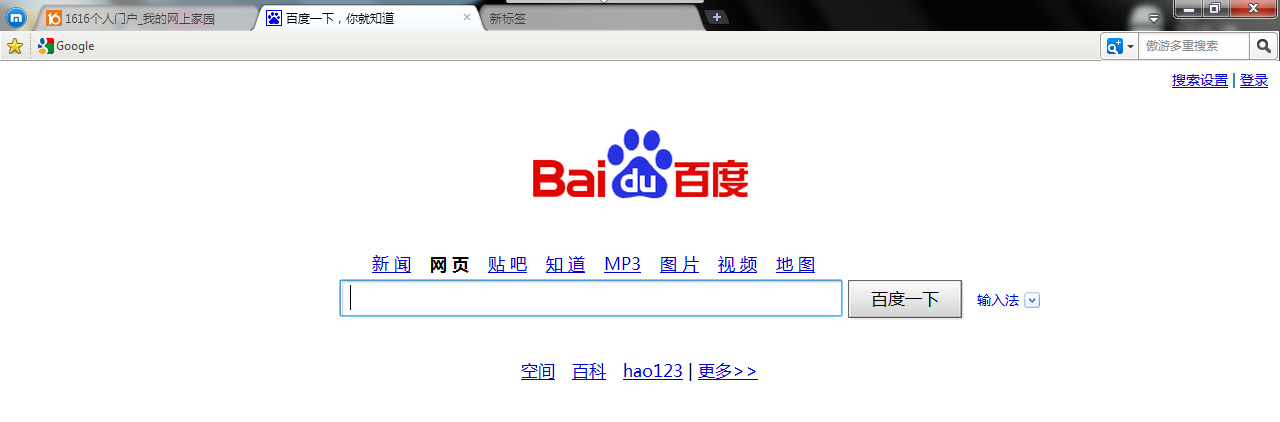 1616个人门户_我的网上家园 百度一下，你就知道 新标签
Google 傲游多重搜索
搜索设置 | 登录
Bai du 百度
新闻 网页 贴吧 知道 MP3 图片 视频 地图
百度一下 输入法
空间 百科 hao123 | 更多>>